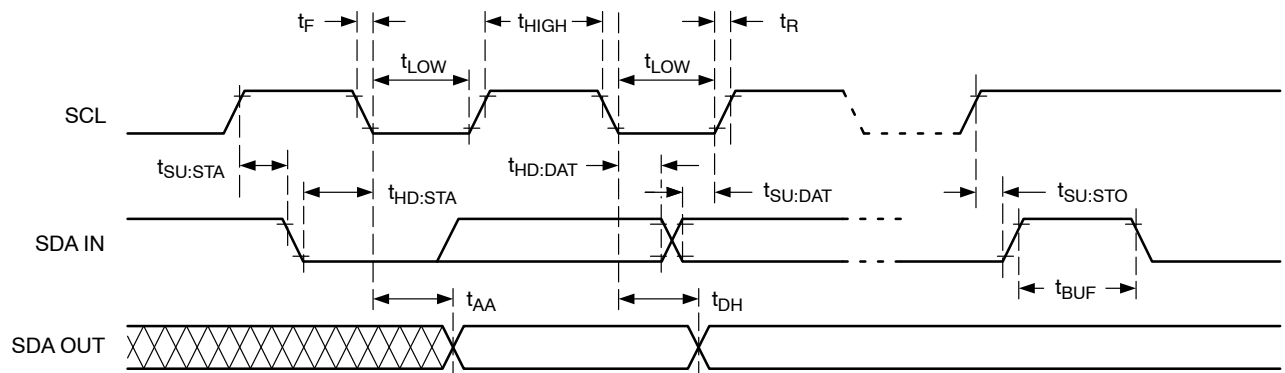 tF
tHIGH
tR
tLOW
tLOW
SCL
tSU:STA
tHD:STA
tHD:DAT
tSU:DAT
tSU:STO
SDA IN
tBUF
tAA
tDH
SDA OUT